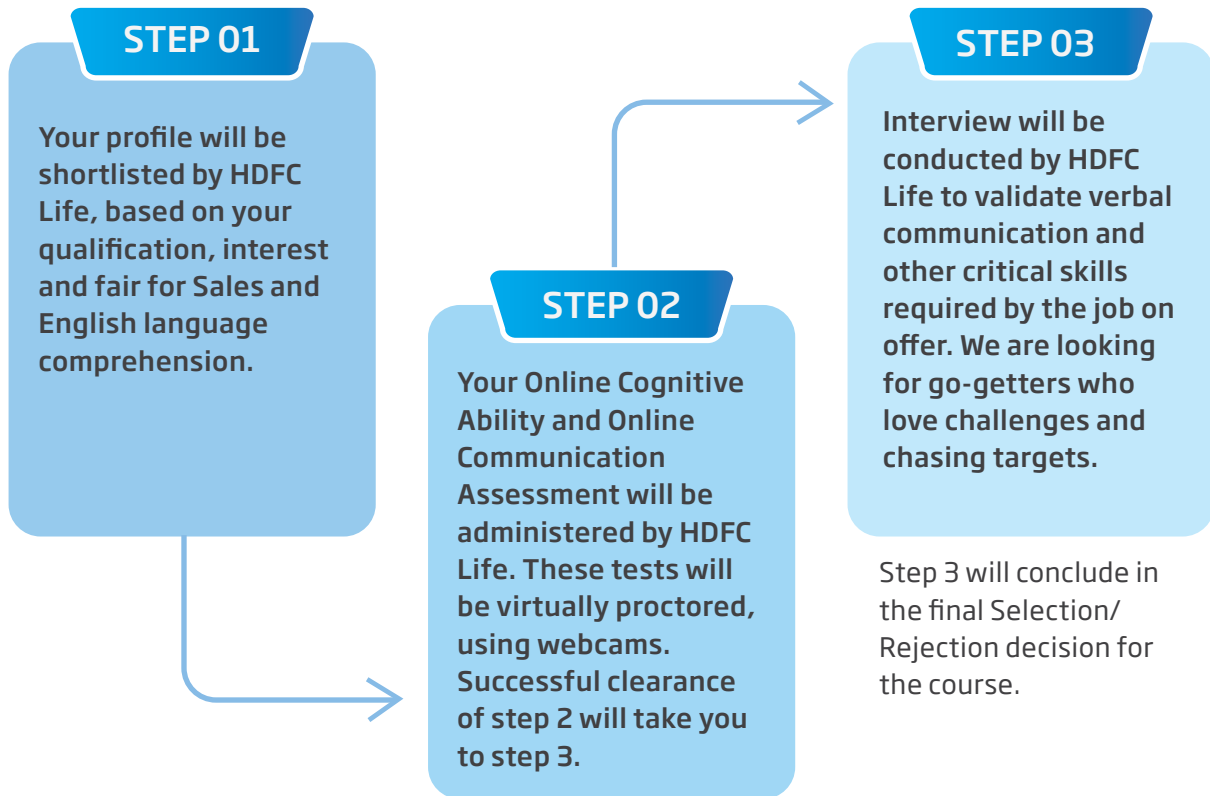 STEP 01
Your profile will be
shortlisted by HDFC
Life, based on your
qualification, interest
and fair for Sales and
English language
comprehension.
STEP 02
Your Online Cognitive
Ability and Online
Communication
Assessment will be
administered by HDFC
Life. These tests will
be virtually proctored,
using webcams.
Successful clearance
of step 2 will take you
to step 3.
STEP 03
Interview will be
conducted by HDFC
Life to validate verbal
communication and
other critical skills
required by the job on
offer. We are looking
for go-getters who
love challenges and
chasing targets.
Step 3 will conclude in
the final Selection/
Rejection decision for
the course.